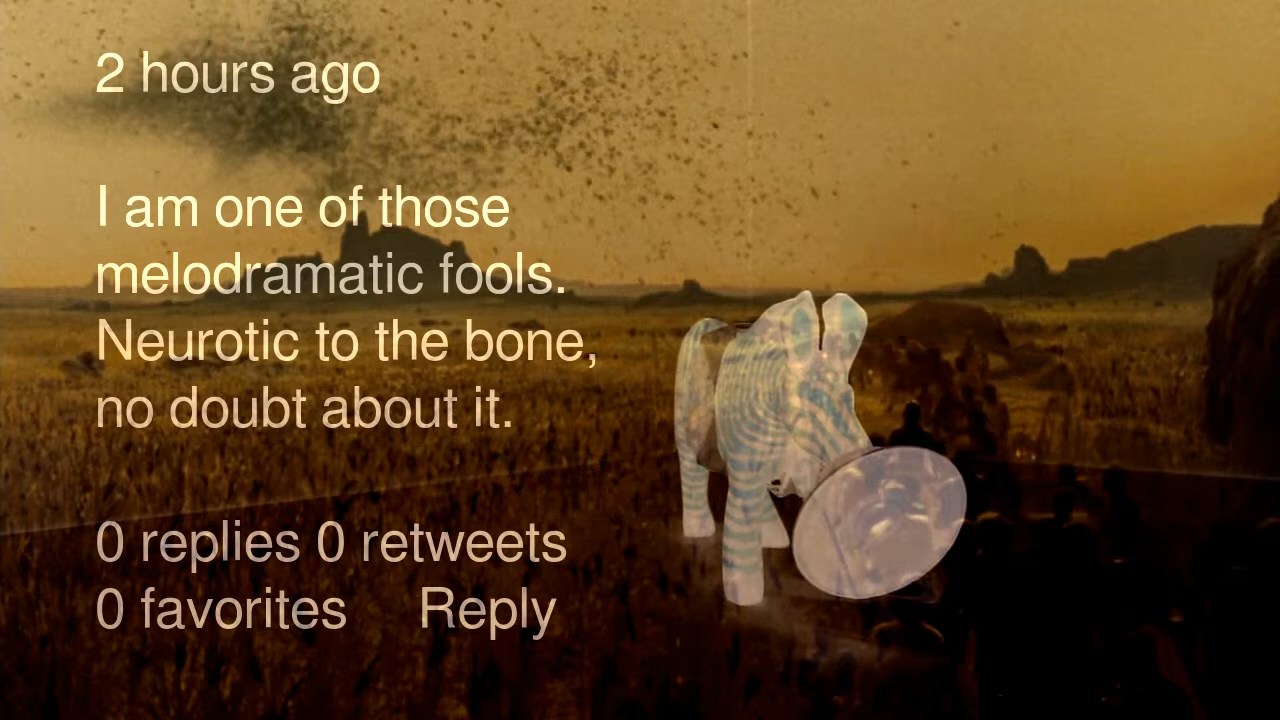 2 hours ago
I am one of those
melodramatic fools.
Neurotic to the bone,
no doubt about it.
0 replies 0 retweets
0 favorites Reply